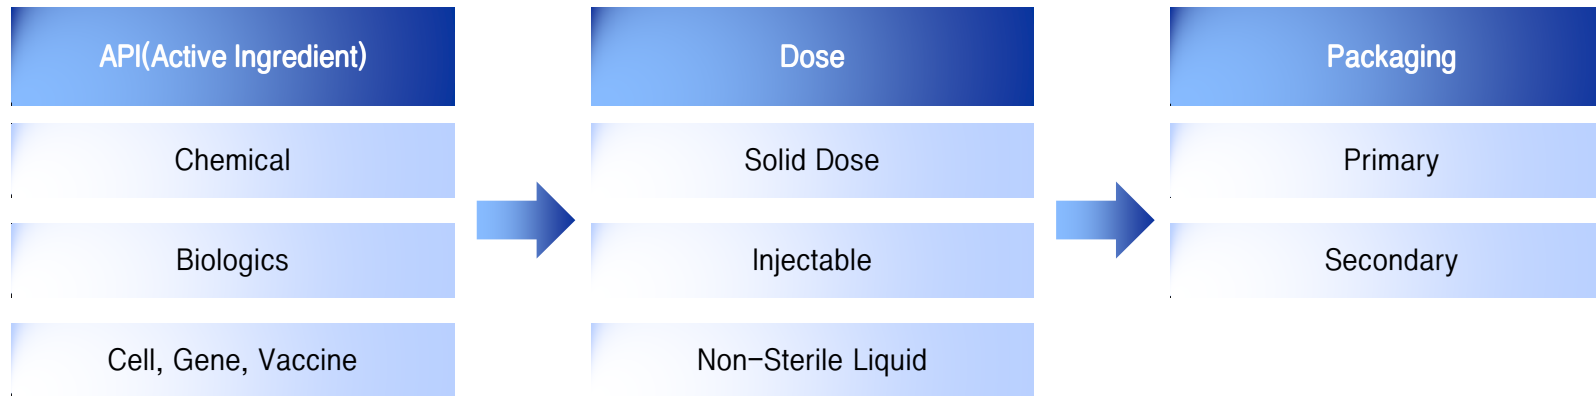 API(Active Ingredient)
Chemical
Biologics
Cell, Gene, Vaccine
Dose
Solid Dose
Injectable
Non-Sterile Liquid
Packaging
Primary
Secondary